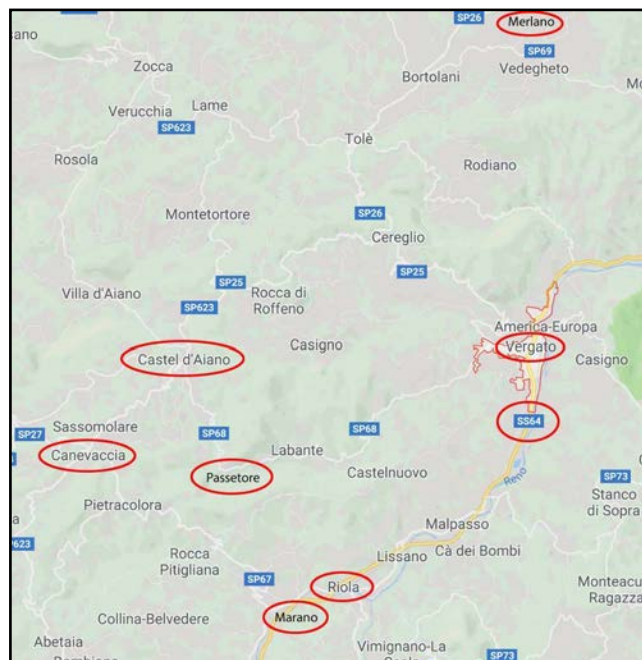 SP26
Merlano
sano
Zocca
SP69
Bortolani
Vedegheto
Mo
Verucchia
Lame
SP623
Tolè
Rosola
Rodiano
Montetortore
SP26
Cereglio
SP25
SP25
Villa d'Aiano
SP623
Rocca di
Roffeno
America-Europa
Castel d'Aiano
Casigno
Vergato
Casigno
Sassomolare
SP27
SP68
SP68
SS64
Canevaccia
Labante
Passetore
Castelnuovo
Reno
SP73
Stanco
di Sopra
Pietracolora
Malpasso
P623
Rocca
Pitigliana
Lissano
Cà dei Bombi
SP67
Riola
Monteacu
Ragazza
Collina-Belvedere
Marano
Abetaia
Vimignano-La
SP73